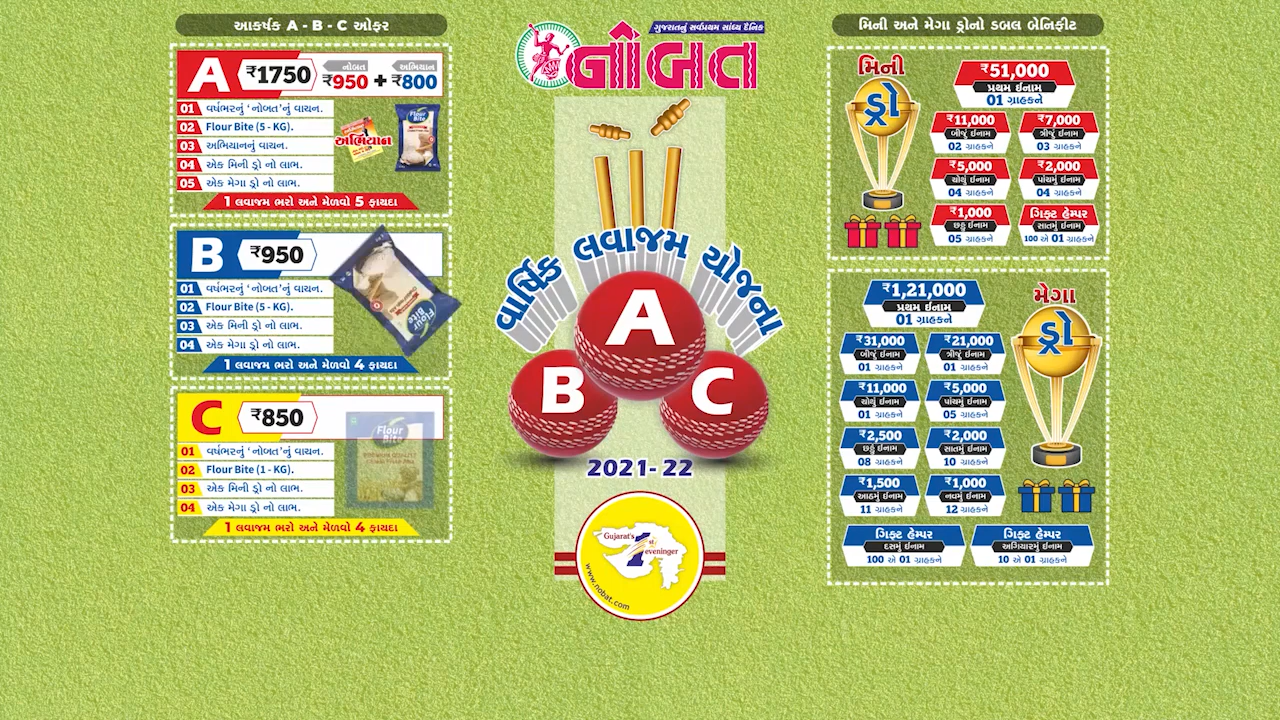 આકર્ષક A - B - C ઓફર
A ₹1750 નોબત ₹950 + અભિયાન ₹800
01 વર્ષભરનું 'નોબત'નું વાચન.
02 Flour Bite (5 - KG).
03 અભિયાનનું વાચન.
04 એક મિની ડ્રો નો લાભ.
05 એક મેગા ડ્રો નો લાભ.
અભિયાન
Flour Bite
1 લવાજમ ભરો અને મેળવો 5 ફાયદા
B ₹950
01 વર્ષભરનું 'નોબત'નું વાચન.
02 Flour Bite (5 - KG).
03 એક મિની ડ્રો નો લાભ.
04 એક મેગા ડ્રો નો લાભ.
Flour Bite
1 લવાજમ ભરો અને મેળવો 4 ફાયદા
C ₹850
01 વર્ષભરનું 'નોબત'નું વાચન.
02 Flour Bite (1 - KG).
03 એક મિની ડ્રો નો લાભ.
04 એક મેગા ડ્રો નો લાભ.
Flour Bite
1 લવાજમ ભરો અને મેળવો 4 ફાયદા
ગુજરાતનું સર્વપ્રથમ સાંધ્ય દૈનિક
નોબત
વાર્ષિક લવાજમ યોજના
A
B
C
2021- 22
Gujarat's 1st eveninger
www.nobat.com
મિની અને મેગા ડ્રોનો ડબલ બેનિફીટ
મિની
ડ્રો
₹51,000
પ્રથમ ઈનામ
01 ગ્રાહકને
₹11,000 ₹7,000
બીજું ઈનામ ત્રીજું ઈનામ
02 ગ્રાહકને 03 ગ્રાહકને
₹5,000 ₹2,000
ચોથું ઈનામ પાંચમું ઈનામ
04 ગ્રાહકને 04 ગ્રાહકને
₹1,000 ગિફ્ટ હેમ્પર
છઠ્ઠું ઈનામ સાતમું ઈનામ
05 ગ્રાહકને 100 એ 01 ગ્રાહકને
મેગા
ડ્રો
₹1,21,000
પ્રથમ ઈનામ
01 ગ્રાહકને
₹31,000 ₹21,000
બીજું ઈનામ ત્રીજું ઈનામ
01 ગ્રાહકને 01 ગ્રાહકને
₹11,000 ₹5,000
ચોથું ઈનામ પાંચમું ઈનામ
01 ગ્રાહકને 05 ગ્રાહકને
₹2,500 ₹2,000
છઠ્ઠું ઈનામ સાતમું ઈનામ
08 ગ્રાહકને 10 ગ્રાહકને
₹1,500 ₹1,000
આઠમું ઈનામ નવમું ઈનામ
11 ગ્રાહકને 12 ગ્રાહકને
ગિફ્ટ હેમ્પર ગિફ્ટ હેમ્પર
દસમું ઈનામ અગિયારમું ઈનામ
100 એ 01 ગ્રાહકને 10 એ 01 ગ્રાહકને